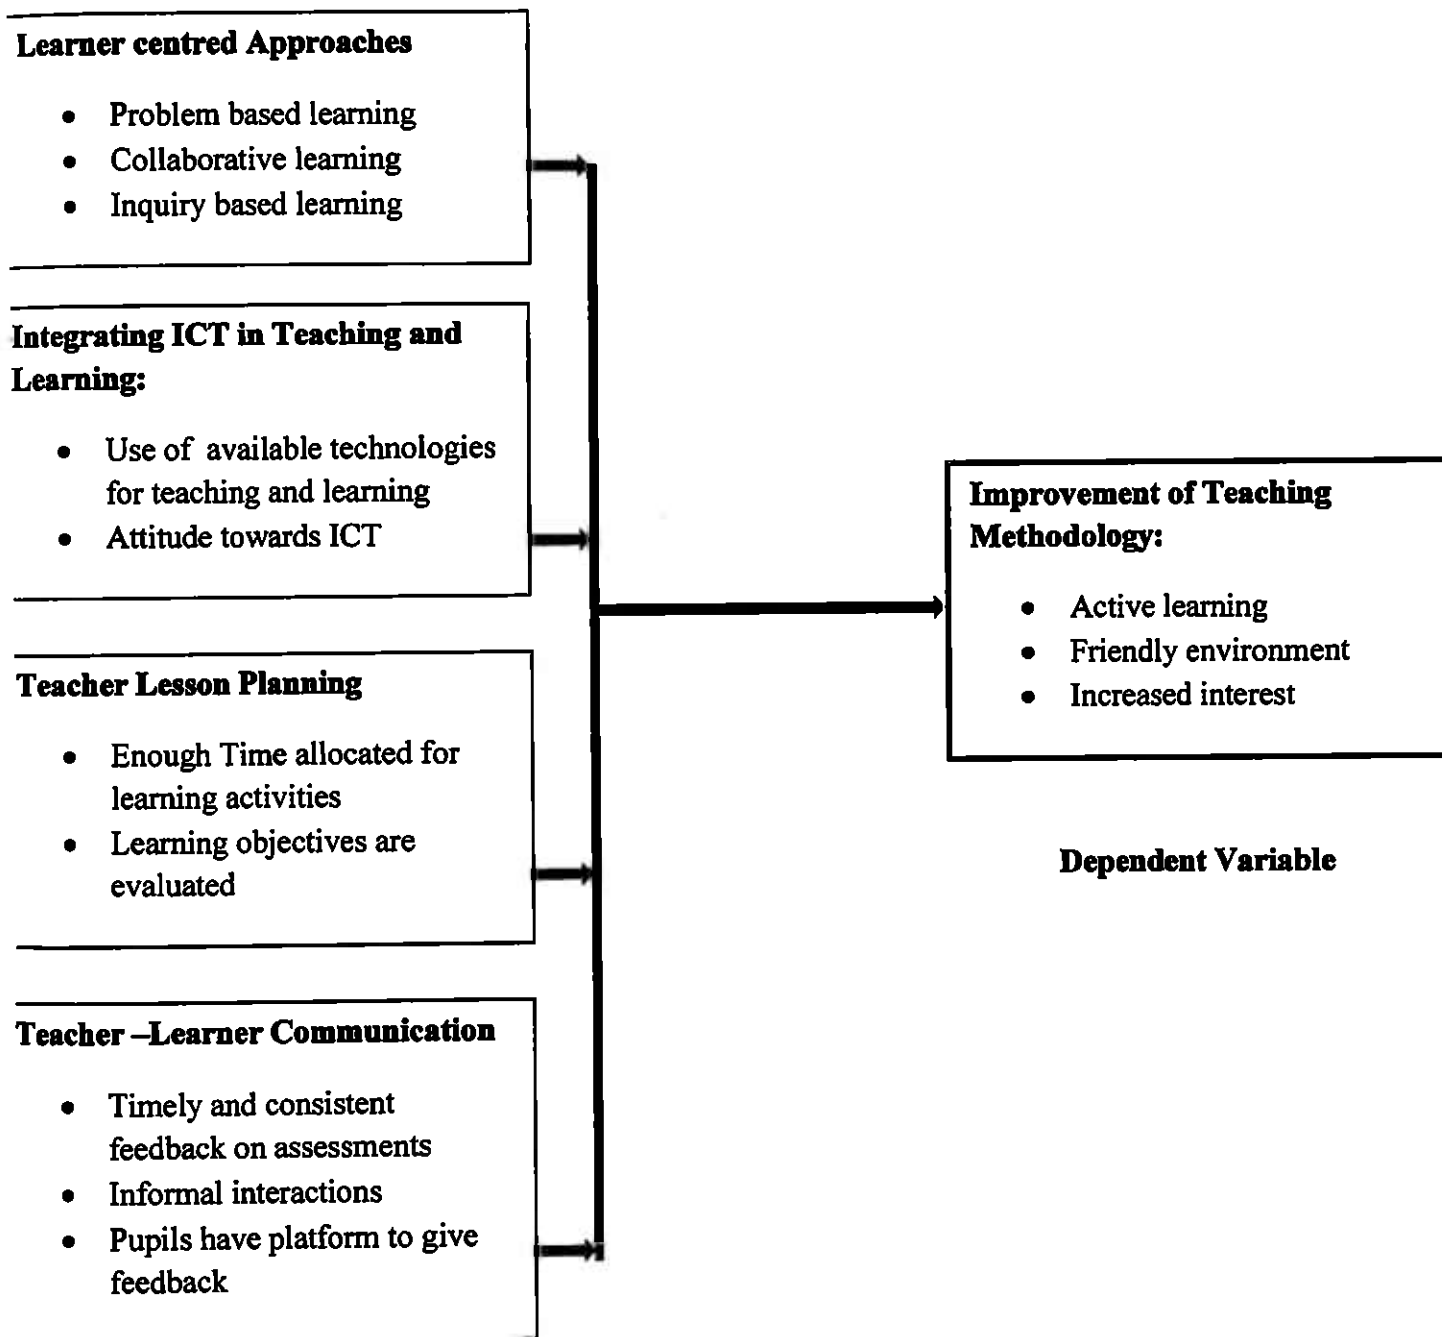 Learner centred Approaches
• Problem based learning
• Collaborative learning
• Inquiry based learning
Integrating ICT in Teaching and
Learning:
• Use of available technologies
for teaching and learning
• Attitude towards ICT
Teacher Lesson Planning
• Enough Time allocated for
learning activities
• Learning objectives are
evaluated
Teacher –Learner Communication
• Timely and consistent
feedback on assessments
• Informal interactions
• Pupils have platform to give
feedback
Improvement of Teaching
Methodology:
• Active learning
• Friendly environment
• Increased interest
Dependent Variable